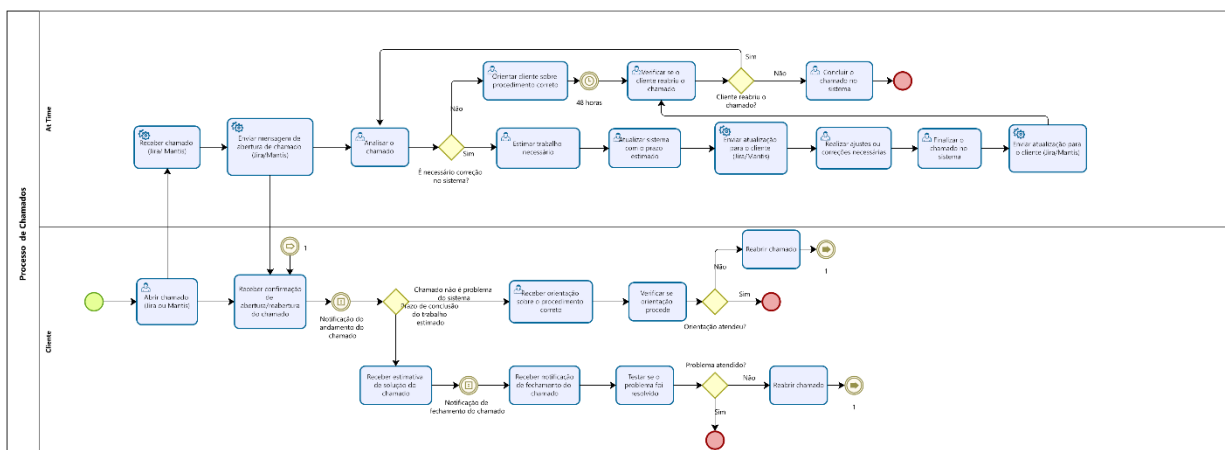 Processo de Chamados
At Time
Sim
Orientar cliente sobre
procedimento correto
48 horas
Verificar se o
cliente reabriu o
chamado
Cliente reabriu o
chamado?
Não
Concluir o
chamado no
sistema
Não
Receber chamado
(Jira/ Mantis)
Enviar mensagem de
abertura de chamado
(Jira/Mantis)
Analisar o
chamado
Sim
É necessário correção
no sistema?
Estimar trabalho
necessário
Atualizar sistema
com o prazo
estimado
Enviar atualização
para o cliente (Jira/
Mantis)
Realizar ajustes ou
correções necessárias
Finalizar o
chamado no
sistema
Enviar atualização para
o cliente (Jira/Mantis)
Cliente
1
Abrir chamado
(Jira ou Mantis)
Receber confirmação
de
abertura/reabertura
do chamado
Notificação do
andamento do
chamado
Chamado não é problema
do sistema
Prazo de conclusão
do trabalho
estimado
Receber orientação
sobre o procedimento
correto
Verificar se
orientação
procede
Não
Reabrir chamado
1
Sim
Orientação atendeu?
Receber estimativa
de solução do
chamado
Notificação de
fechamento do chamado
Receber notificação
de fechamento do
chamado
Testar se o
problema foi
resolvido
Problema atendido?
Não
Reabrir chamado
1
Sim